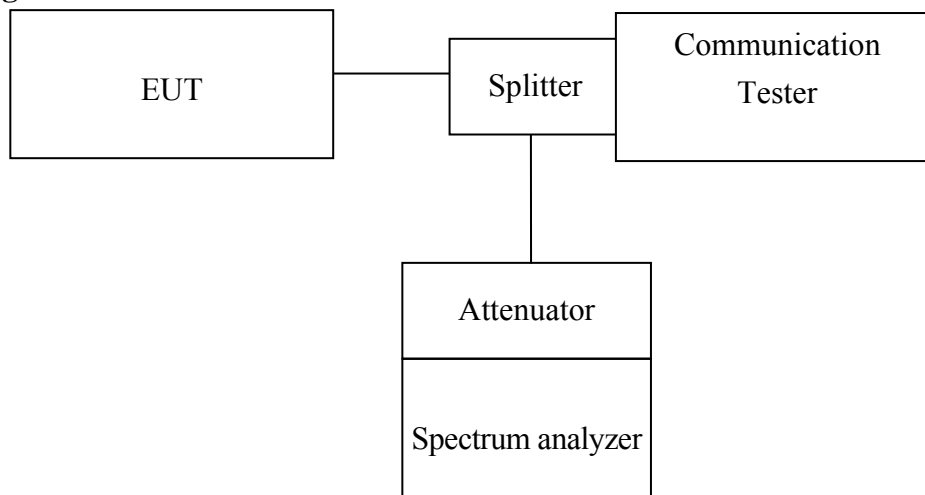 EUT
Splitter
Communication
Tester
Attenuator
Spectrum analyzer